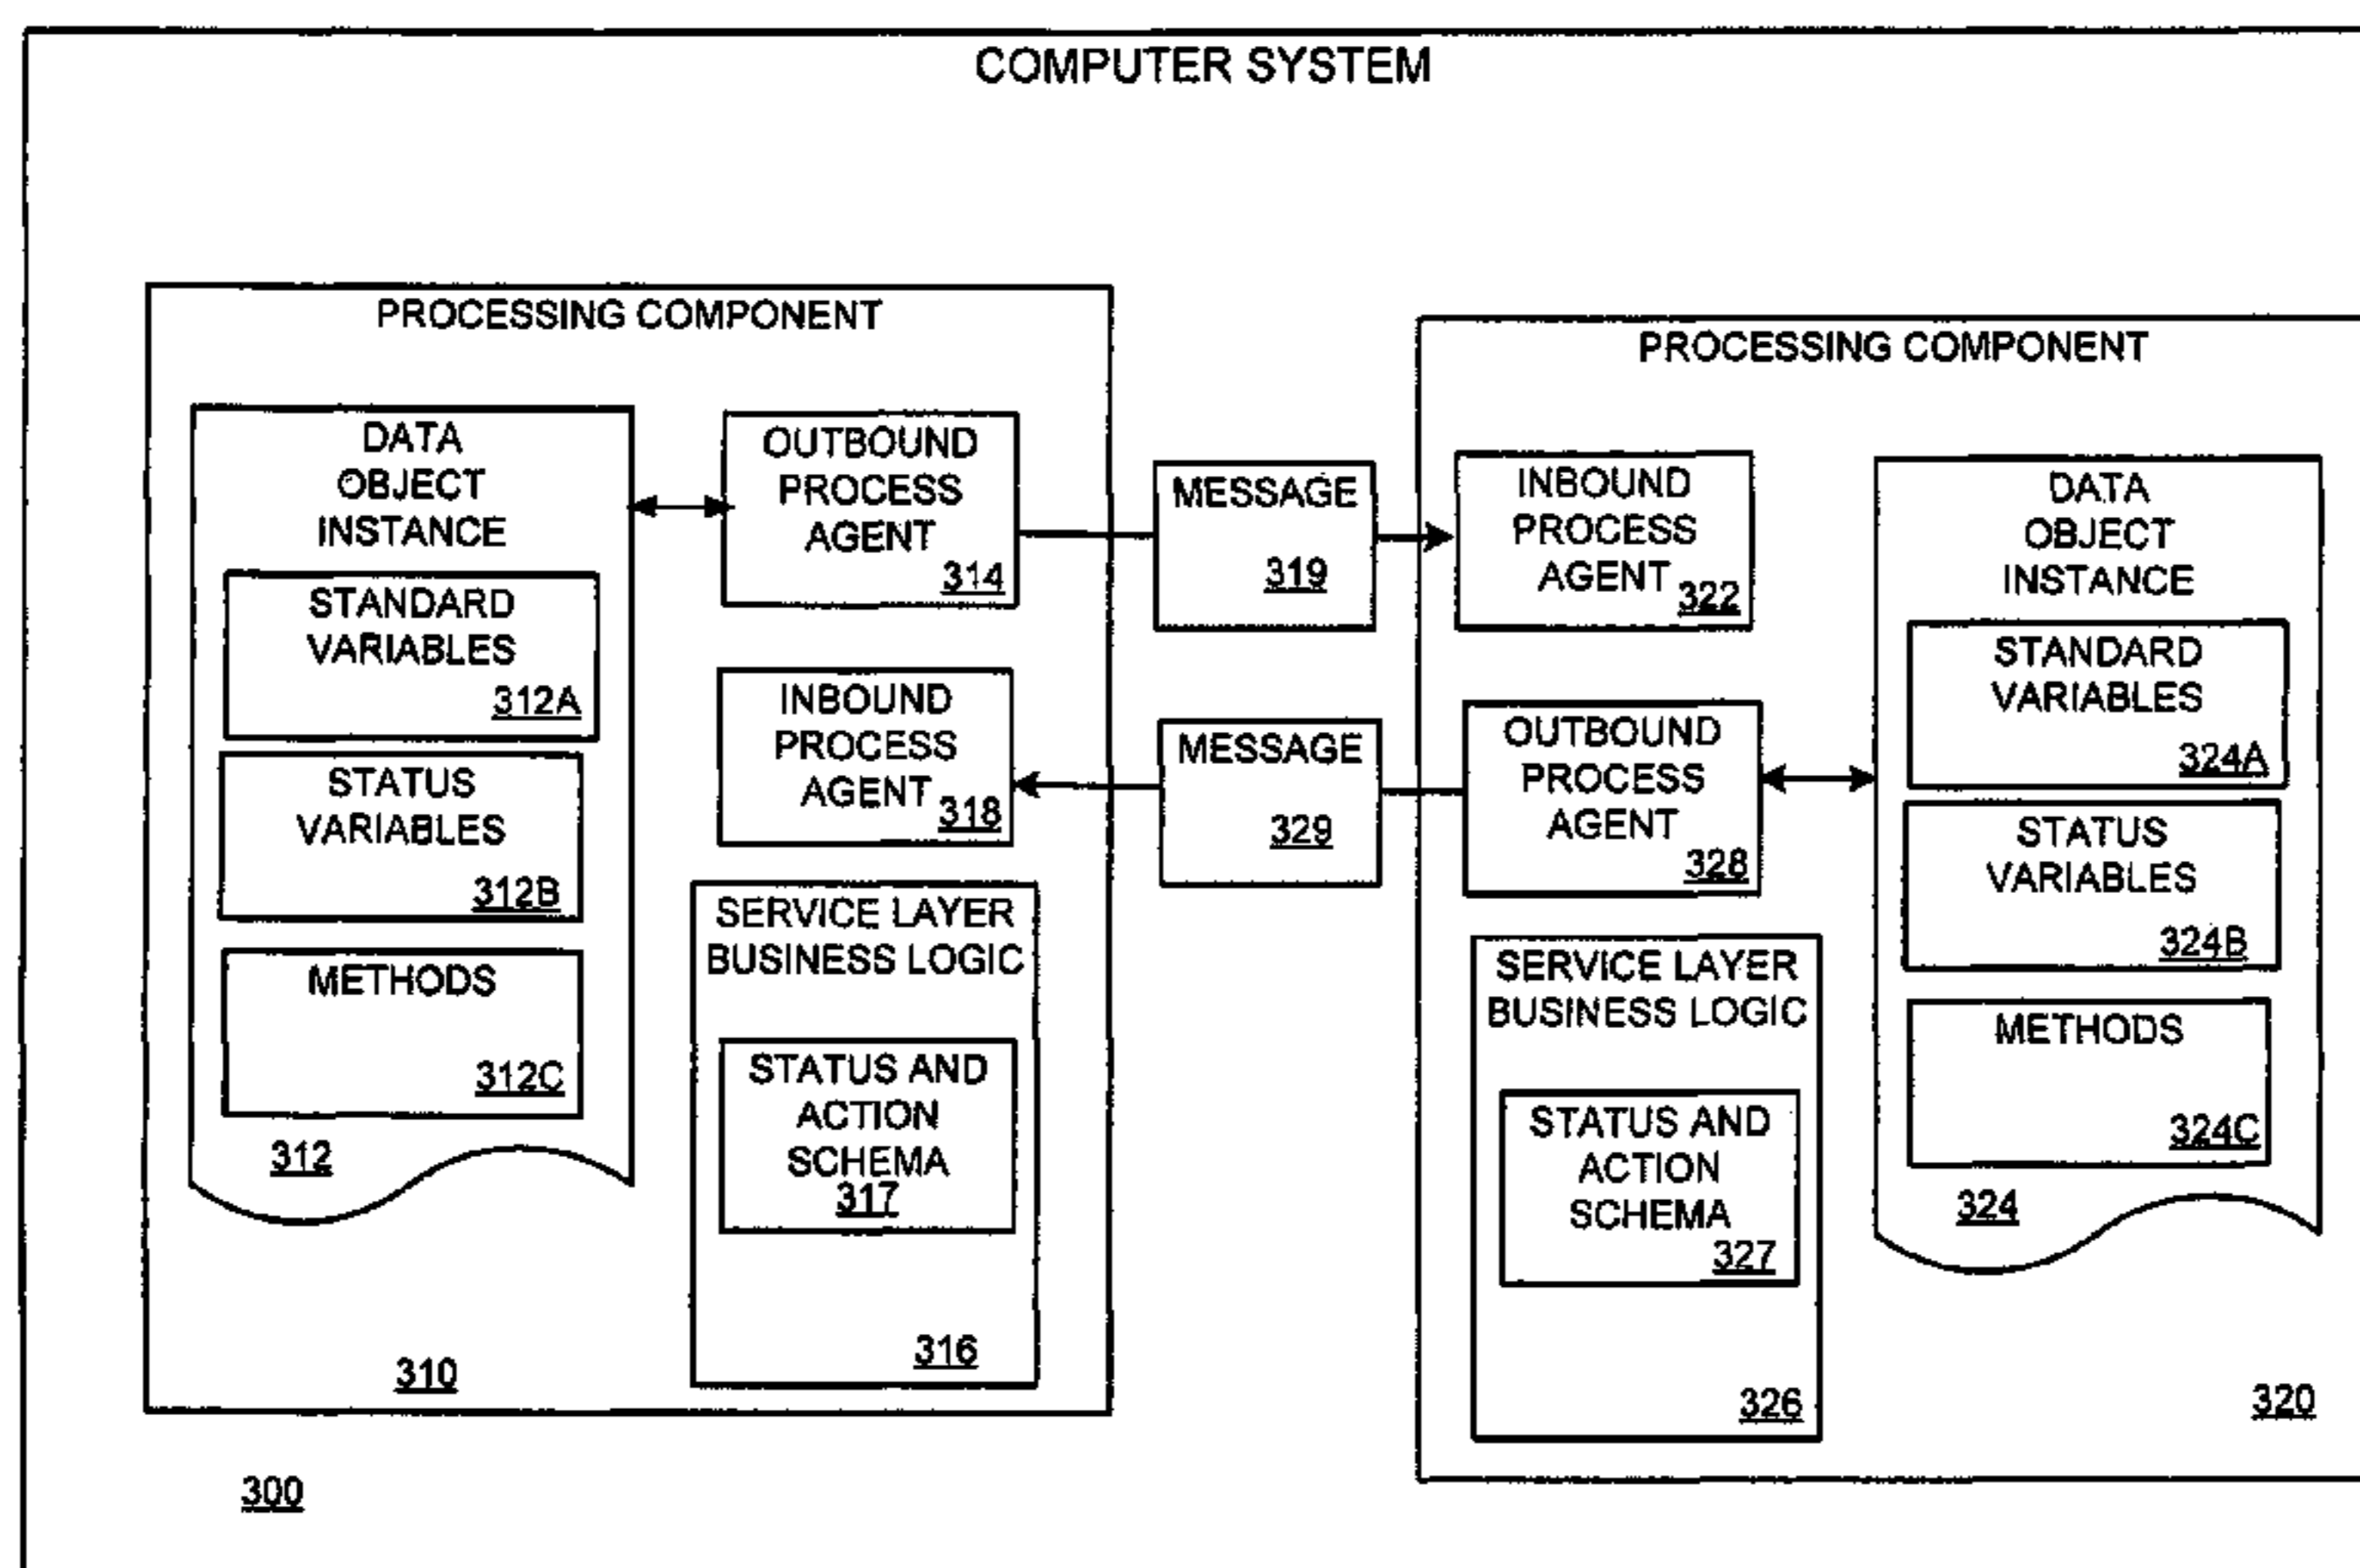 COMPUTER SYSTEM
PROCESSING COMPONENT
DATA
OBJECT
INSTANCE
STANDARD
VARIABLES
312A
STATUS
VARIABLES
312B
METHODS
312C
312
OUTBOUND
PROCESS
AGENT
314
INBOUND
PROCESS
AGENT
318
SERVICE LAYER
BUSINESS LOGIC
STATUS AND
ACTION
SCHEMA
317
316
310
MESSAGE
319
MESSAGE
329
PROCESSING COMPONENT
INBOUND
PROCESS
AGENT
322
OUTBOUND
PROCESS
AGENT
328
SERVICE LAYER
BUSINESS LOGIC
STATUS AND
ACTION
SCHEMA
327
326
DATA
OBJECT
INSTANCE
STANDARD
VARIABLES
324A
STATUS
VARIABLES
324B
METHODS
324C
324
320
300